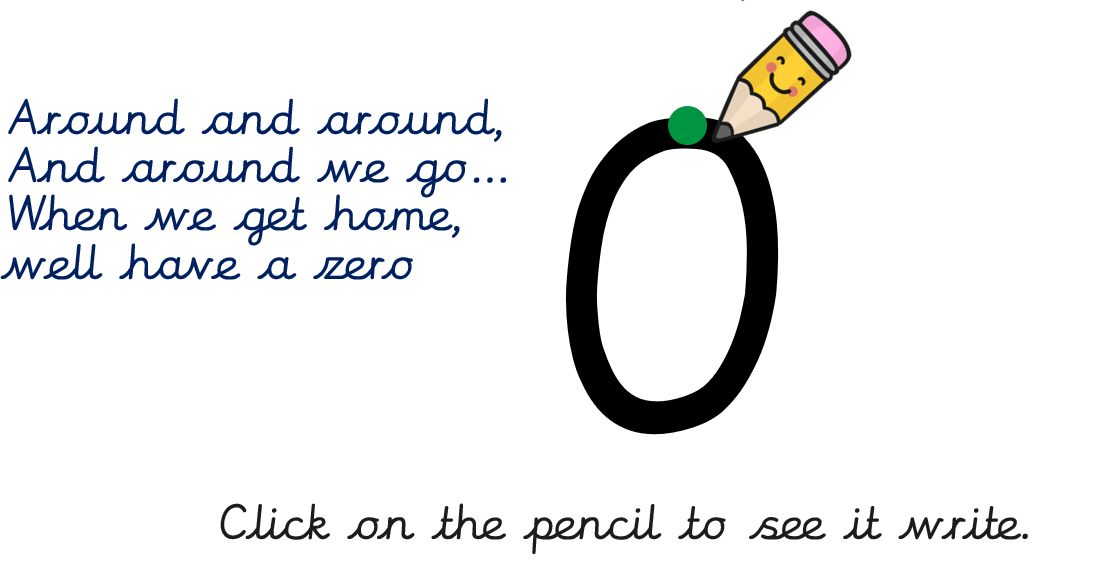 Around and around,
And around we go...
When we get home,
well have a zero
0
Click on the pencil to see it write.